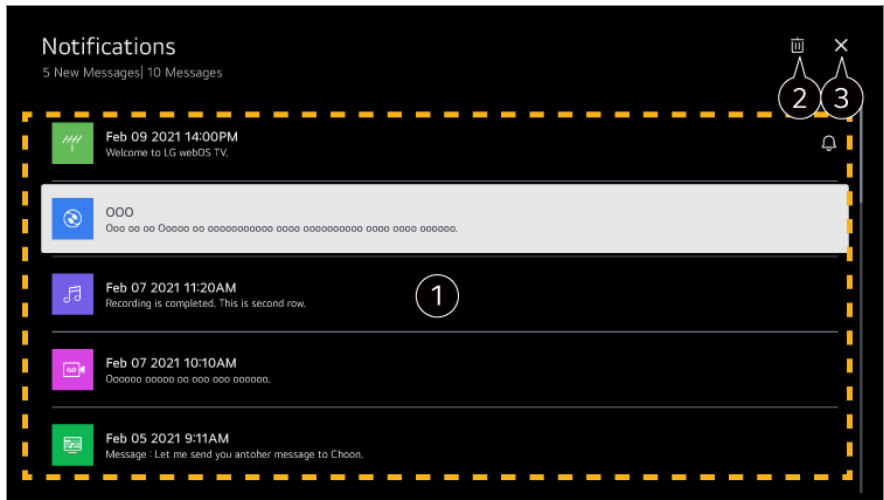 Notifications
5 New Messages| 10 Messages
2 3
Feb 09 2021 14:00PM
Welcome to LG webOS TV.
OOO
Ooo oo oo Ooooo oo ooooooooooo oooo oooooooooo oooo oooo oooooo.
Feb 07 2021 11:20AM
Recording is completed. This is second row.
1
Feb 07 2021 10:10AM
Oooooo ooooo oo ooo ooo oooooo.
Feb 05 2021 9:11AM
Message : Let me send you antoher message to Choon.